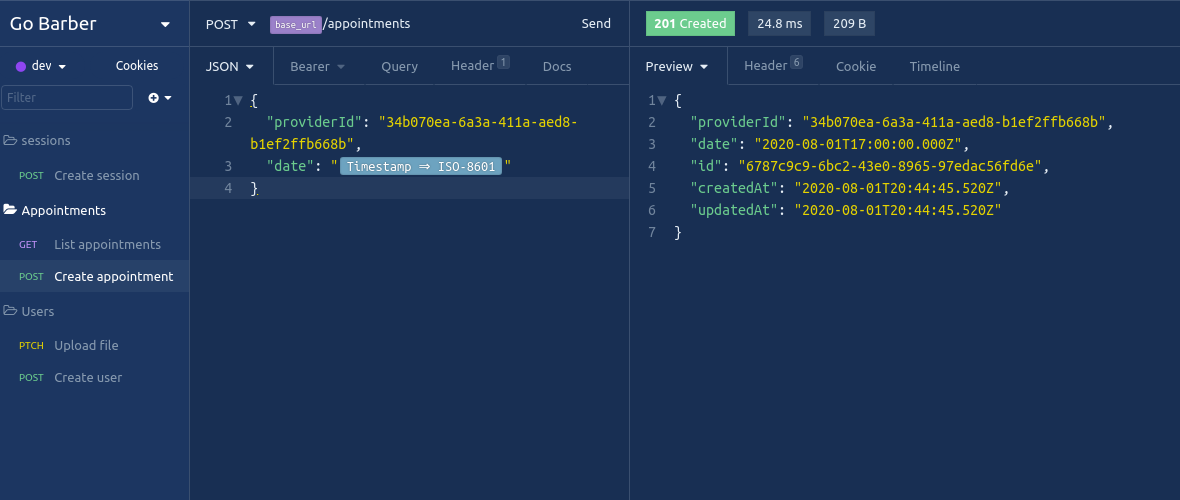 Go Barber
dev
Cookies
Filter
sessions
POST Create session
Appointments
GET List appointments
POST Create appointment
Users
PTCH Upload file
POST Create user
POST base_url/appointments Send
JSON Bearer Query Header 1 Docs
1 {
2 "providerId": "34b070ea-6a3a-411a-aed8-
b1ef2ffb668b",
3 "date": "Timestamp ⇒ ISO-8601"
4 }
201 Created 24.8 ms 209 B
Preview Header 6 Cookie Timeline
1 {
2 "providerId": "34b070ea-6a3a-411a-aed8-b1ef2ffb668b",
3 "date": "2020-08-01T17:00:00.000Z",
4 "id": "6787c9c9-6bc2-43e0-8965-97edac56fd6e",
5 "createdAt": "2020-08-01T20:44:45.520Z",
6 "updatedAt": "2020-08-01T20:44:45.520Z"
7 }